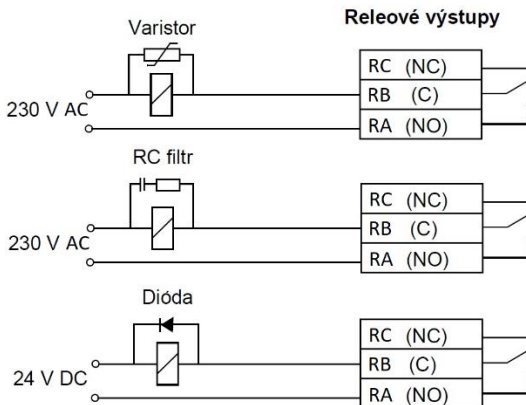 Releové výstupy
Varistor
230 V AC
RC (NC)
RB (C)
RA (NO)
RC filtr
230 V AC
RC (NC)
RB (C)
RA (NO)
Dióda
24 V DC
RC (NC)
RB (C)
RA (NO)